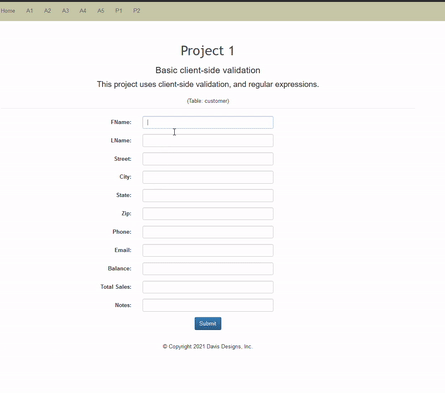 Home A1 A2 A3 A4 A5 P1 P2
Project 1
Basic client-side validation
This project uses client-side validation, and regular expressions.
(Table: customer)
FName:
LName:
Street:
City:
State:
Zip:
Phone:
Email:
Balance:
Total Sales:
Notes:
Submit
© Copyright 2021 Davis Designs, Inc